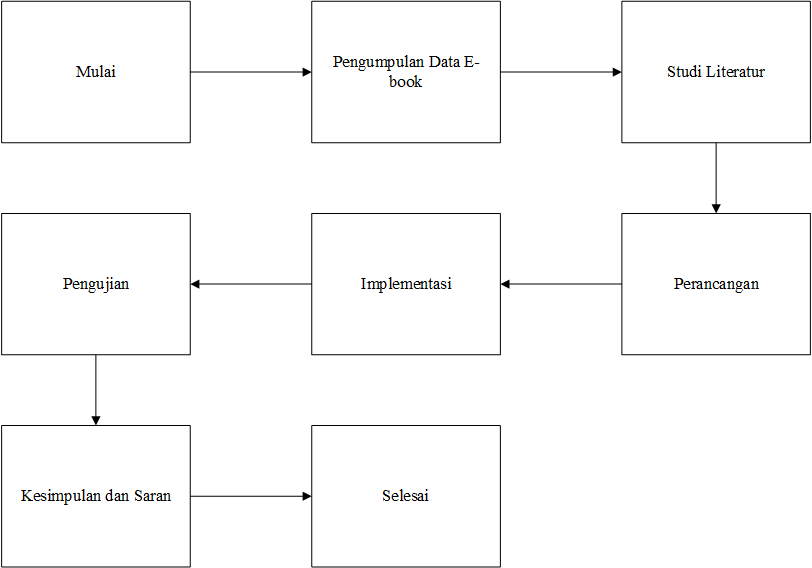 Mulai
Pengumpulan Data E-
book
Studi Literatur
Perancangan
Implementasi
Pengujian
Kesimpulan dan Saran
Selesai